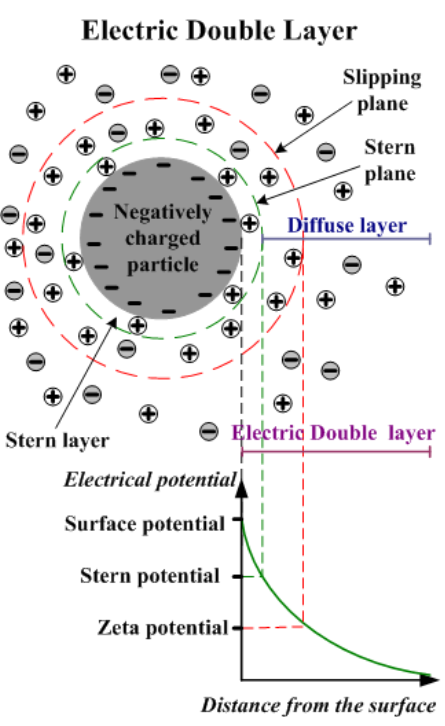 Electric Double Layer
Slipping
plane
Stern
plane
Negatively
charged
particle
Diffuse layer
Stern layer
Electric Double layer
Electrical potential
Surface potential
Stern potential
Zeta potential
Distance from the surface